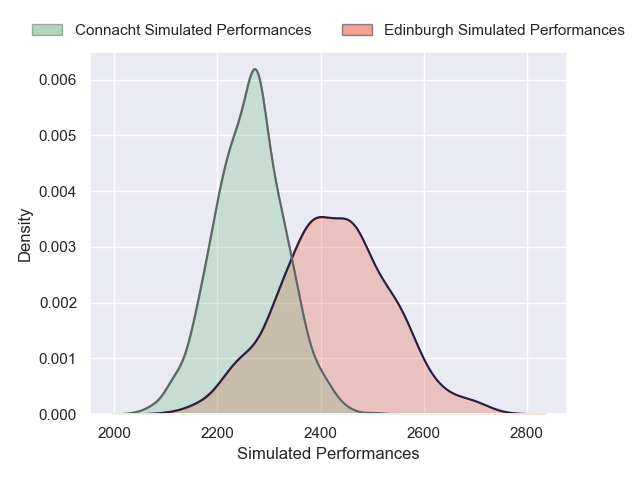 Connacht Simulated Performances Edinburgh Simulated Performances
0.006
0.005
0.004
0.003
0.002
0.001
0.000
Density
2000 2200 2400 2600 2800
Simulated Performances